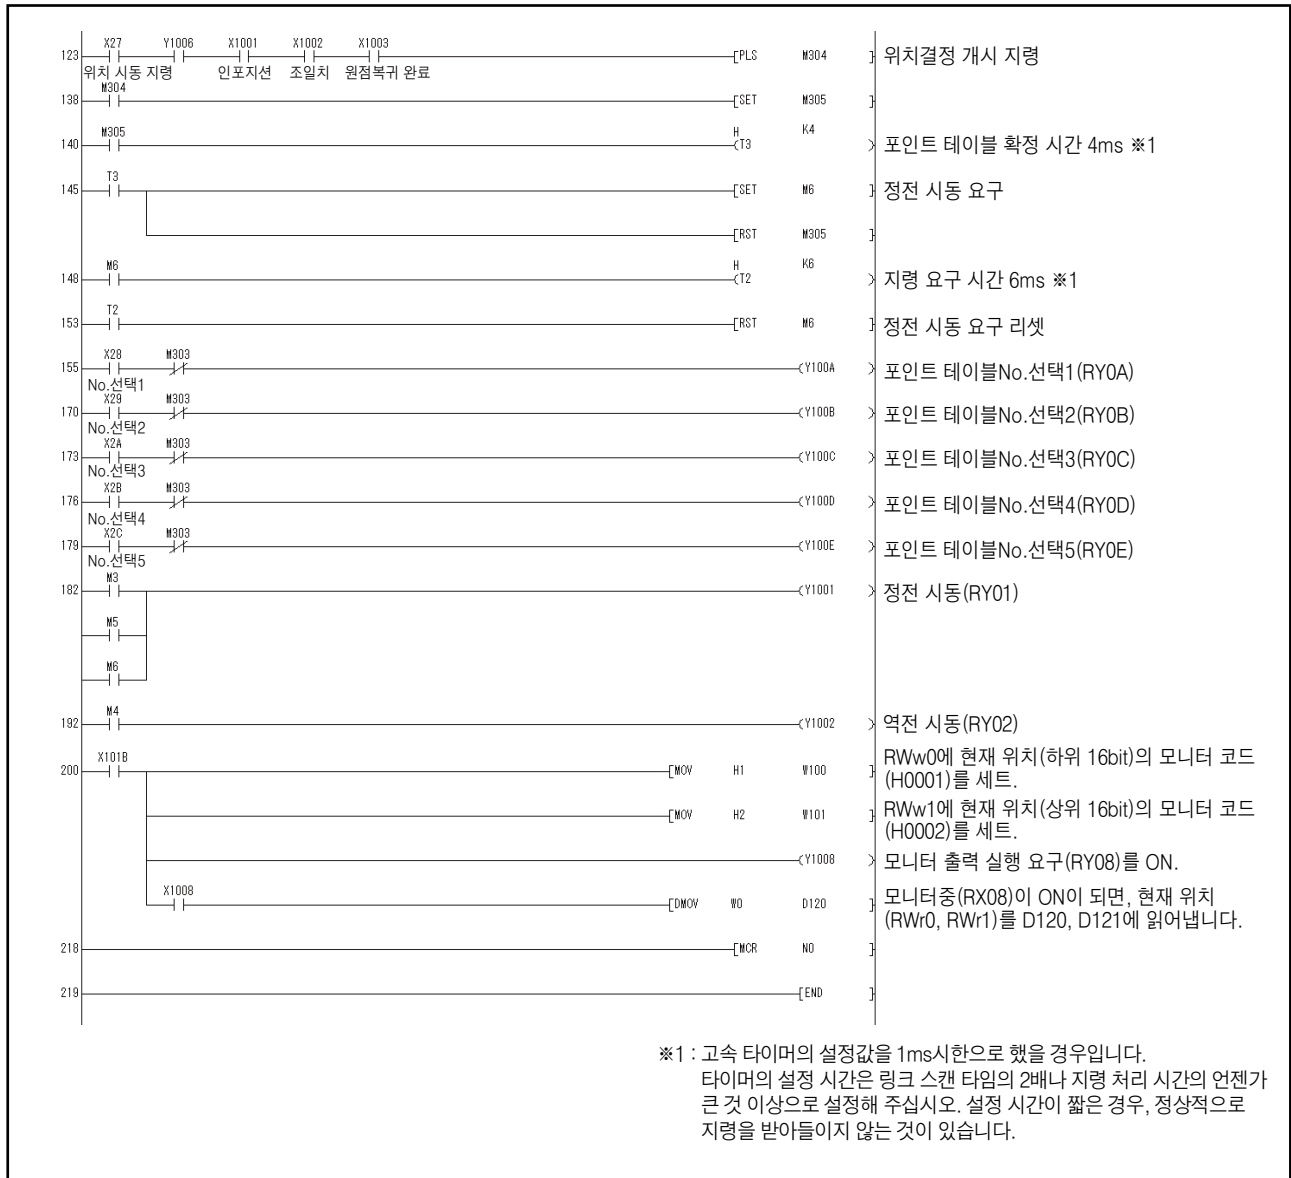 X27 Y1006 X1001 X1002 X1003
123 [PLS M304 ] 위치결정 개시 지령
위치 시동 지령 인포지션 조일치 원점복귀 완료
M304
138 [SET M305 ]
M305 H K4
140 (T3 ) 포인트 테이블 확정 시간 4ms ※1
T3
145 [SET M6 ] 정전 시동 요구
[RST M305 ]
M6 H K6
148 (T2 ) 지령 요구 시간 6ms ※1
T2
153 [RST M6 ] 정전 시동 요구 리셋
X28 M303
155 (Y100A ) 포인트 테이블No.선택1(RY0A)
No.선택1
X29 M303
170 (Y100B ) 포인트 테이블No.선택2(RY0B)
No.선택2
X2A M303
173 (Y100C ) 포인트 테이블No.선택3(RY0C)
No.선택3
X2B M303
176 (Y100D ) 포인트 테이블No.선택4(RY0D)
No.선택4
X2C M303
179 (Y100E ) 포인트 테이블No.선택5(RY0E)
No.선택5
M3
182 (Y1001 ) 정전 시동(RY01)
M5
M6
M4
192 (Y1002 ) 역전 시동(RY02)
X101B
200 [MOV H1 W100 ] RWw0에 현재 위치(하위 16bit)의 모니터 코드
(H0001)를 세트.
[MOV H2 W101 ] RWw1에 현재 위치(상위 16bit)의 모니터 코드
(H0002)를 세트.
(Y1008 ) 모니터 출력 실행 요구(RY08)를 ON.
X1008
[DMOV W0 D120 ] 모니터중(RX08)이 ON이 되면, 현재 위치
(RWr0, RWr1)를 D120, D121에 읽어냅니다.
218 [MCR N0 ]
219 [END ]
※1 : 고속 타이머의 설정값을 1ms시한으로 했을 경우입니다.
타이머의 설정 시간은 링크 스캔 타임의 2배나 지령 처리 시간의 언젠가
큰 것 이상으로 설정해 주십시오. 설정 시간이 짧은 경우, 정상적으로
지령을 받아들이지 않는 것이 있습니다.